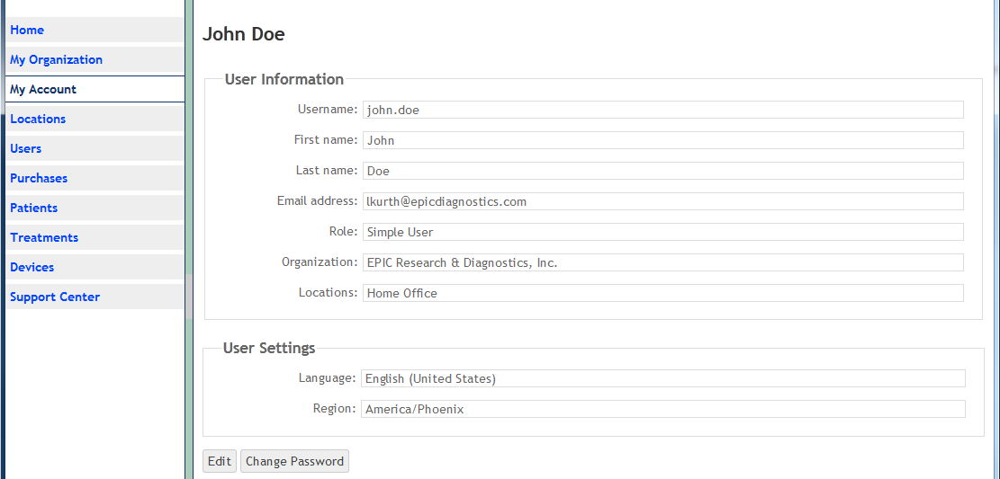 Home
My Organization
My Account
Locations
Users
Purchases
Patients
Treatments
Devices
Support Center
John Doe
User Information
Username: john.doe
First name: John
Last name: Doe
Email address: lkurth@epicdiagnostics.com
Role: Simple User
Organization: EPIC Research & Diagnostics, Inc.
Locations: Home Office
User Settings
Language: English (United States)
Region: America/Phoenix
Edit Change Password